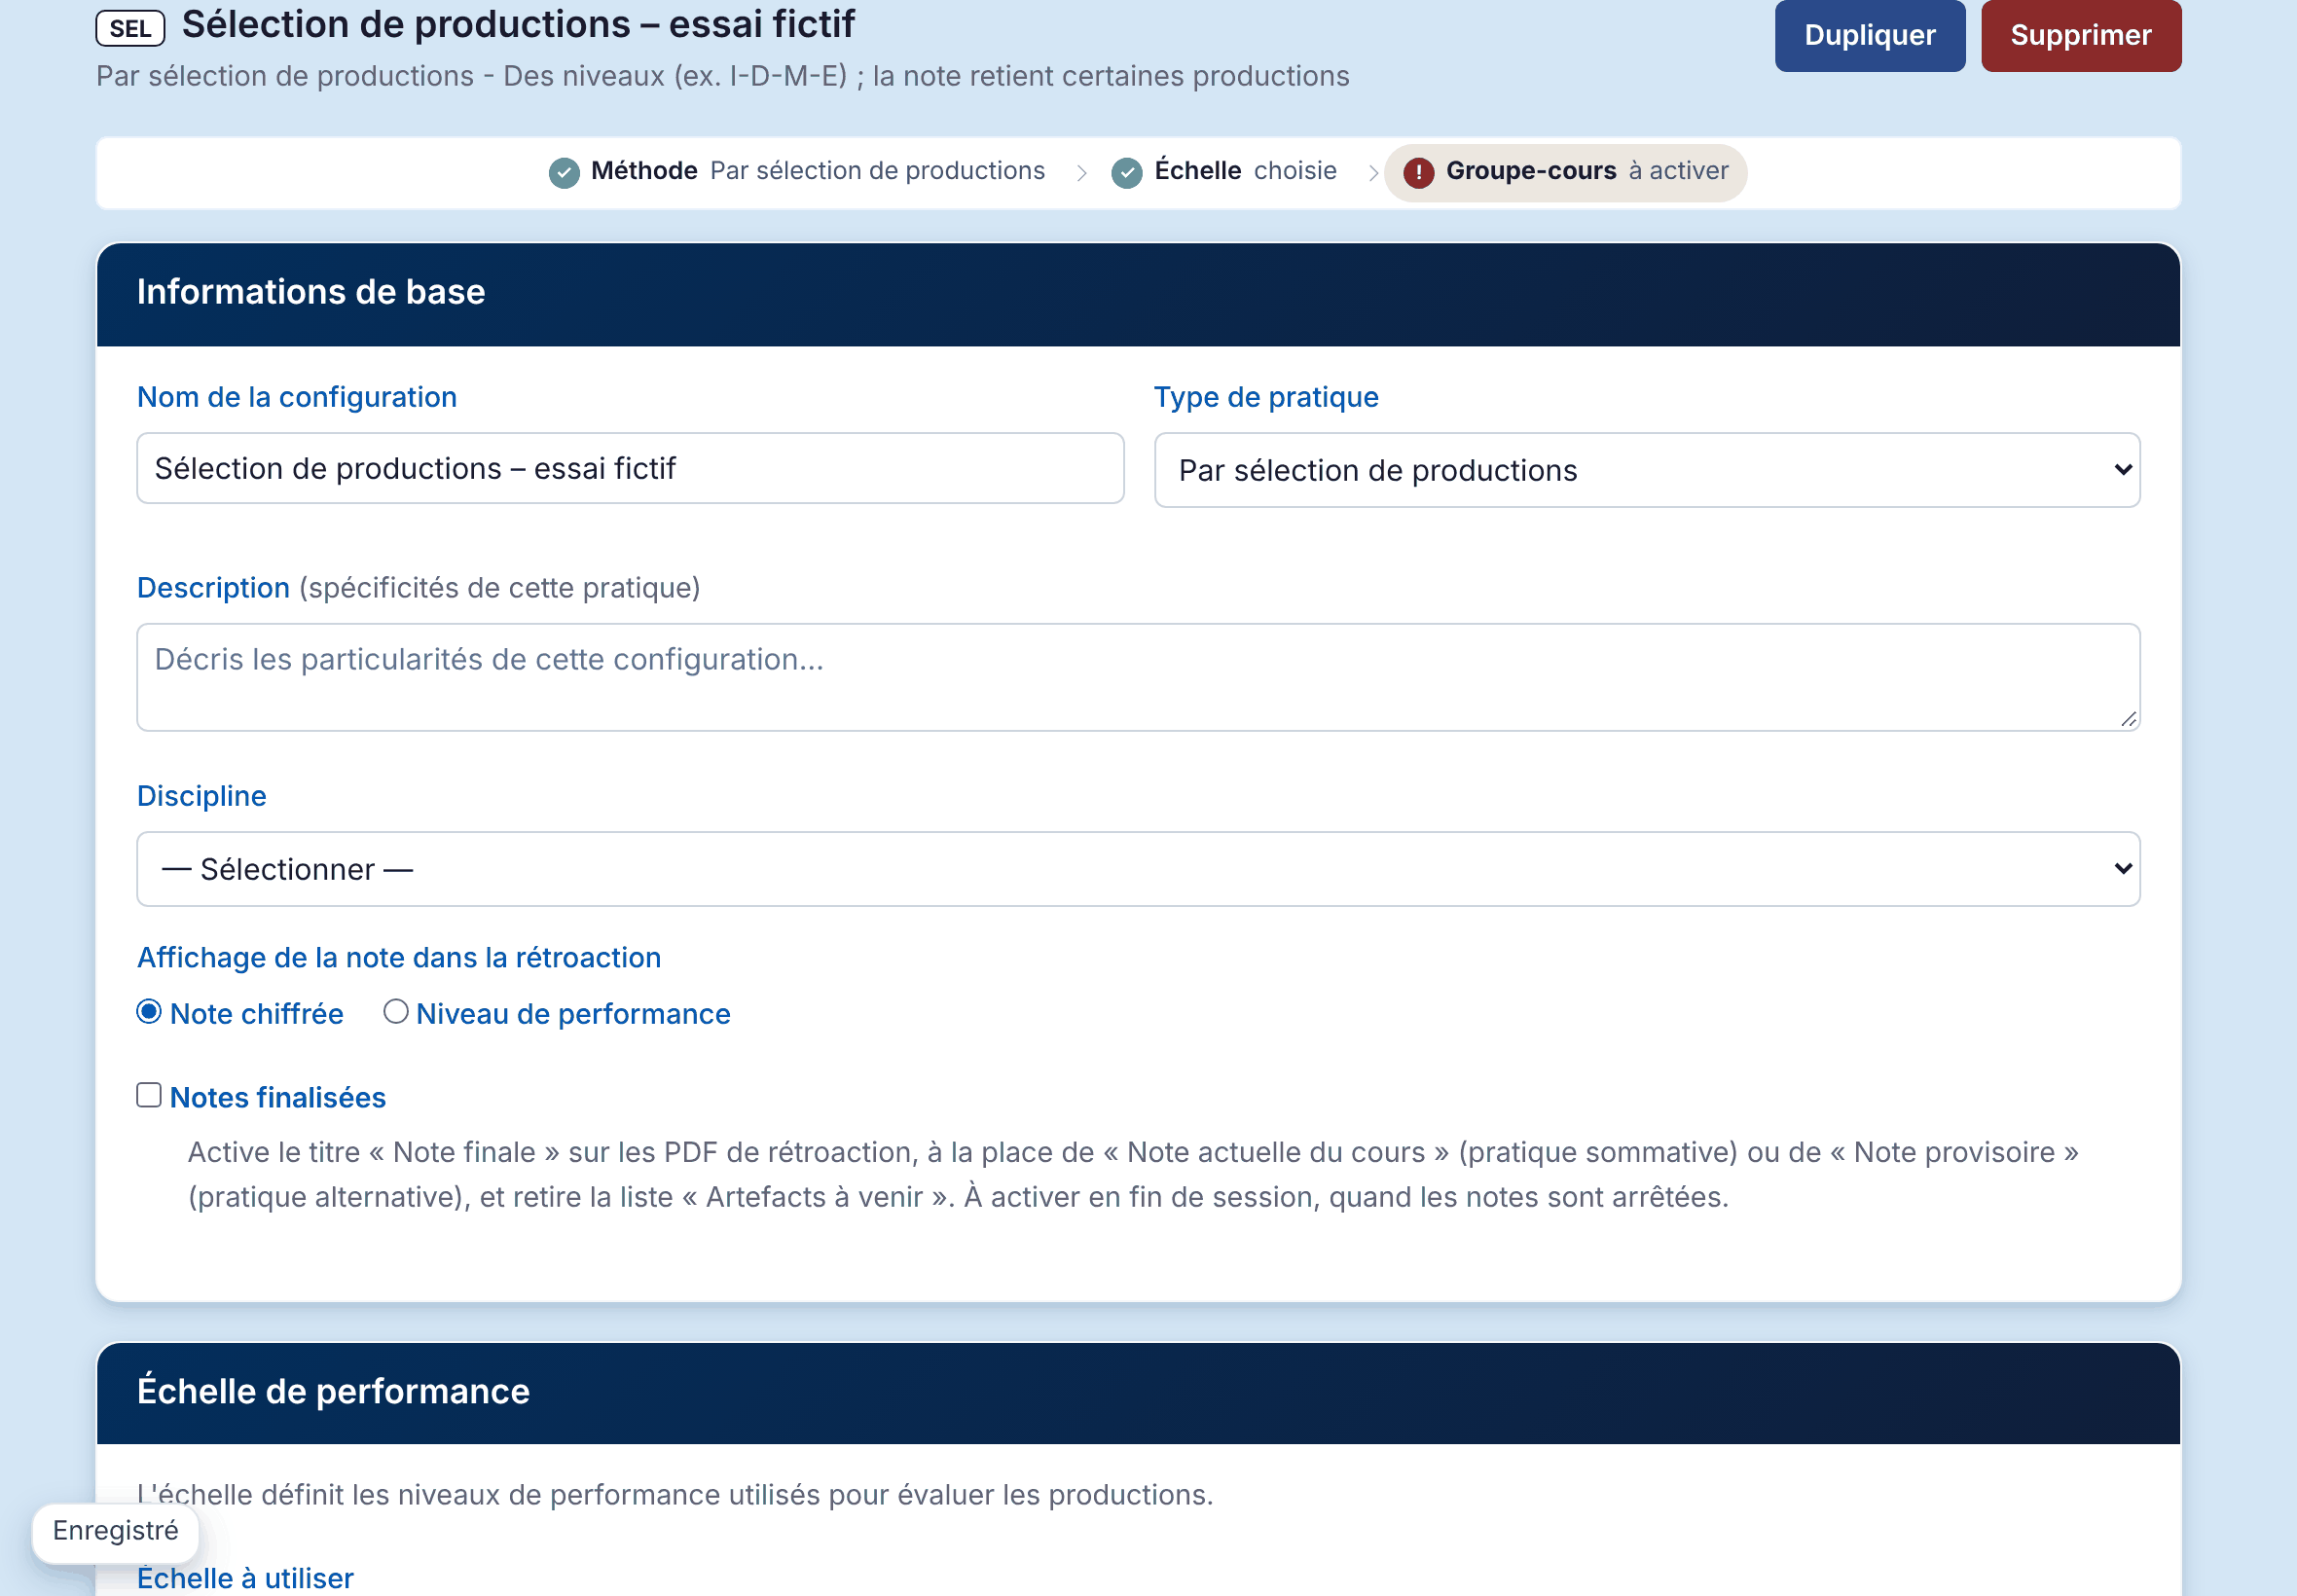 SEL Sélection de productions – essai fictif
Dupliquer
Supprimer
Par sélection de productions - Des niveaux (ex. I-D-M-E) ; la note retient certaines productions
Méthode Par sélection de productions
Échelle choisie
Groupe-cours à activer
Informations de base
Nom de la configuration
Type de pratique
Sélection de productions – essai fictif
Par sélection de productions
Description (spécificités de cette pratique)
Décris les particularités de cette configuration...
Discipline
— Sélectionner —
Affichage de la note dans la rétroaction
Note chiffrée
Niveau de performance
Notes finalisées
Active le titre « Note finale » sur les PDF de rétroaction, à la place de « Note actuelle du cours » (pratique sommative) ou de « Note provisoire »
(pratique alternative), et retire la liste « Artefacts à venir ». À activer en fin de session, quand les notes sont arrêtées.
Échelle de performance
L'échelle définit les niveaux de performance utilisés pour évaluer les productions.
Enregistré
Échelle à utiliser